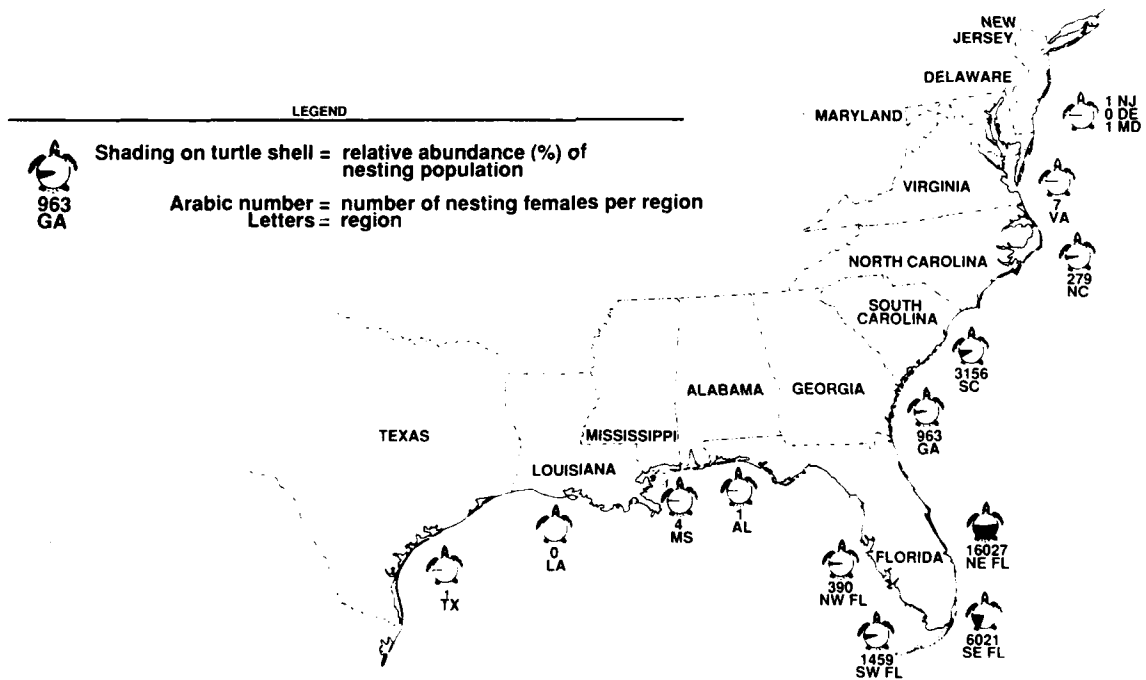 NEW
JERSEY
DELAWARE
MARYLAND
1 NJ
0 DE
1 MD
LEGEND
Shading on turtle shell = relative abundance (%) of
nesting population
963
GA
Arabic number = number of nesting females per region
Letters = region
VIRGINIA
7
VA
NORTH CAROLINA
279
NC
SOUTH
CAROLINA
3156
SC
ALABAMA
GEORGIA
963
GA
TEXAS
MISSISSIPPI
LOUISIANA
4
MS
1
AL
0
LA
1
TX
FLORIDA
16027
NE FL
390
NW FL
6021
SE FL
1459
SW FL